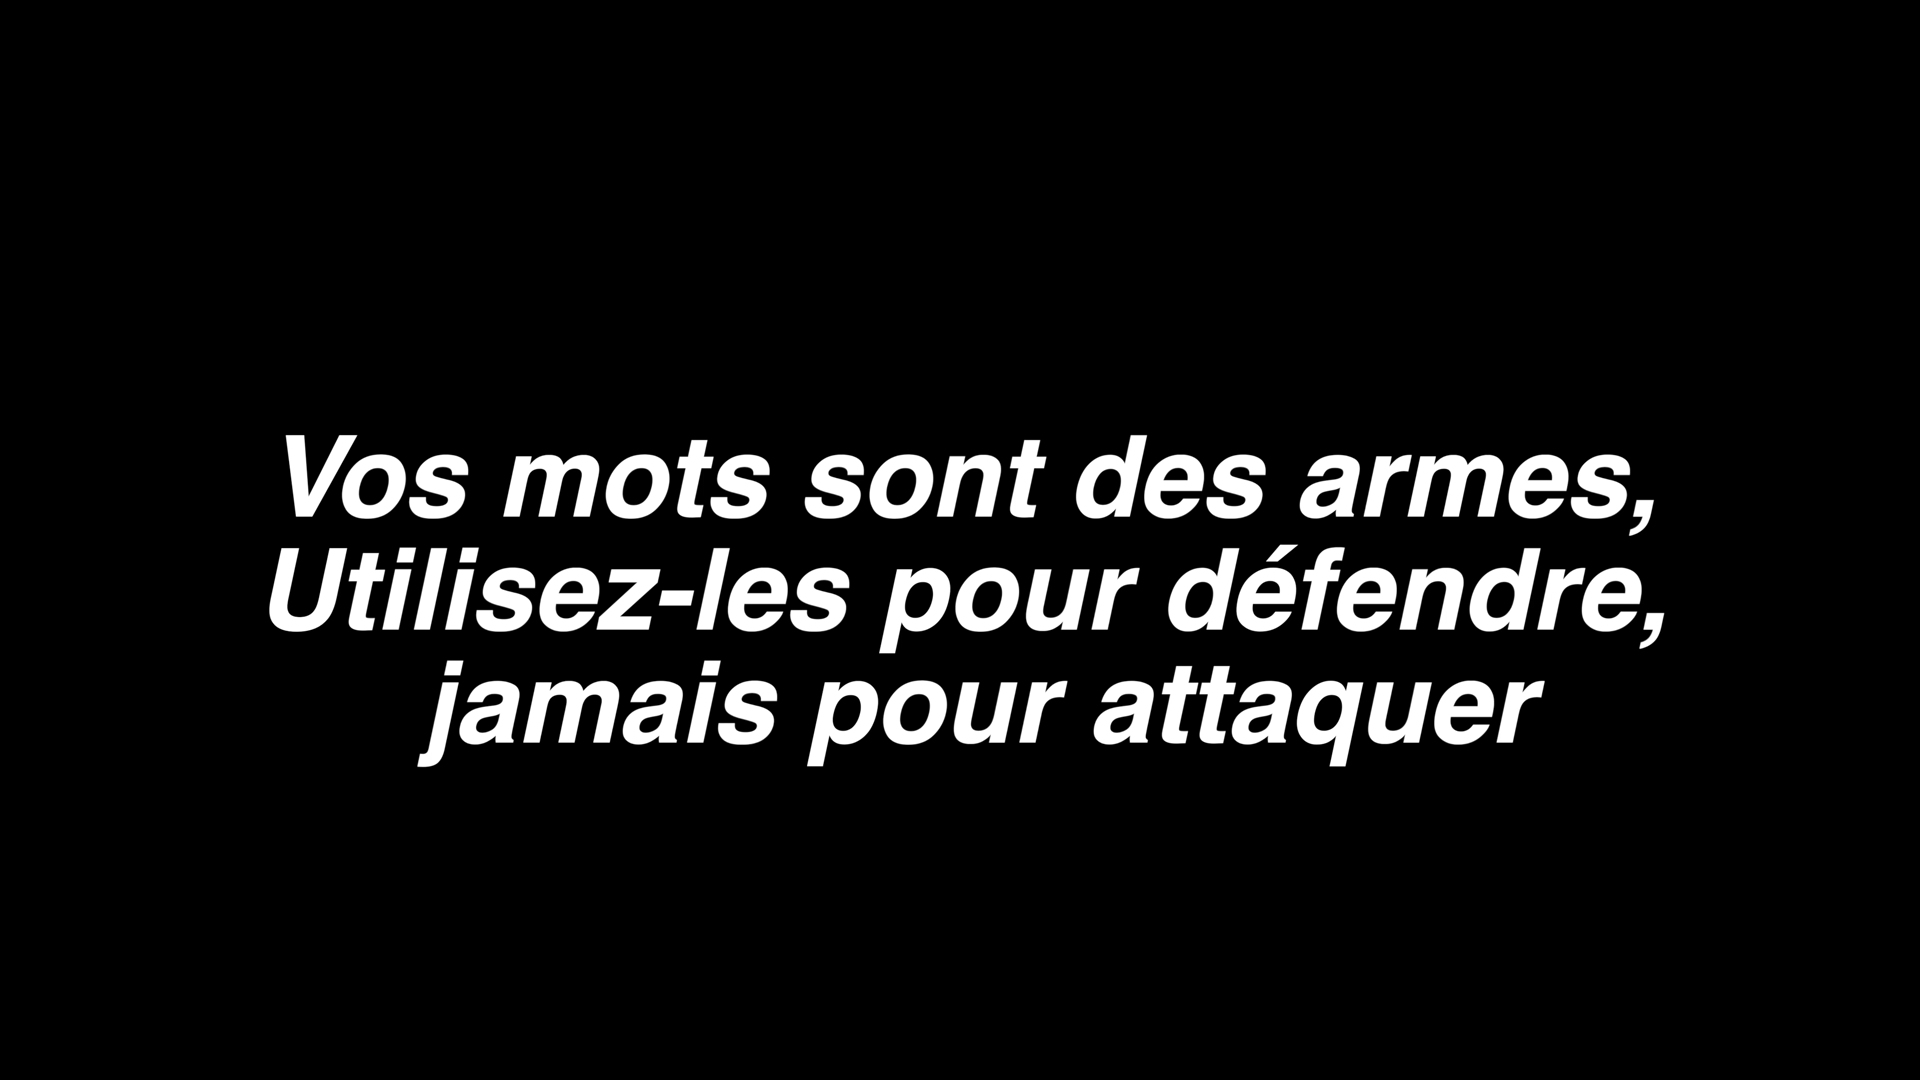 Vos mots sont des armes,
Utilisez-les pour défendre,
jamais pour attaquer